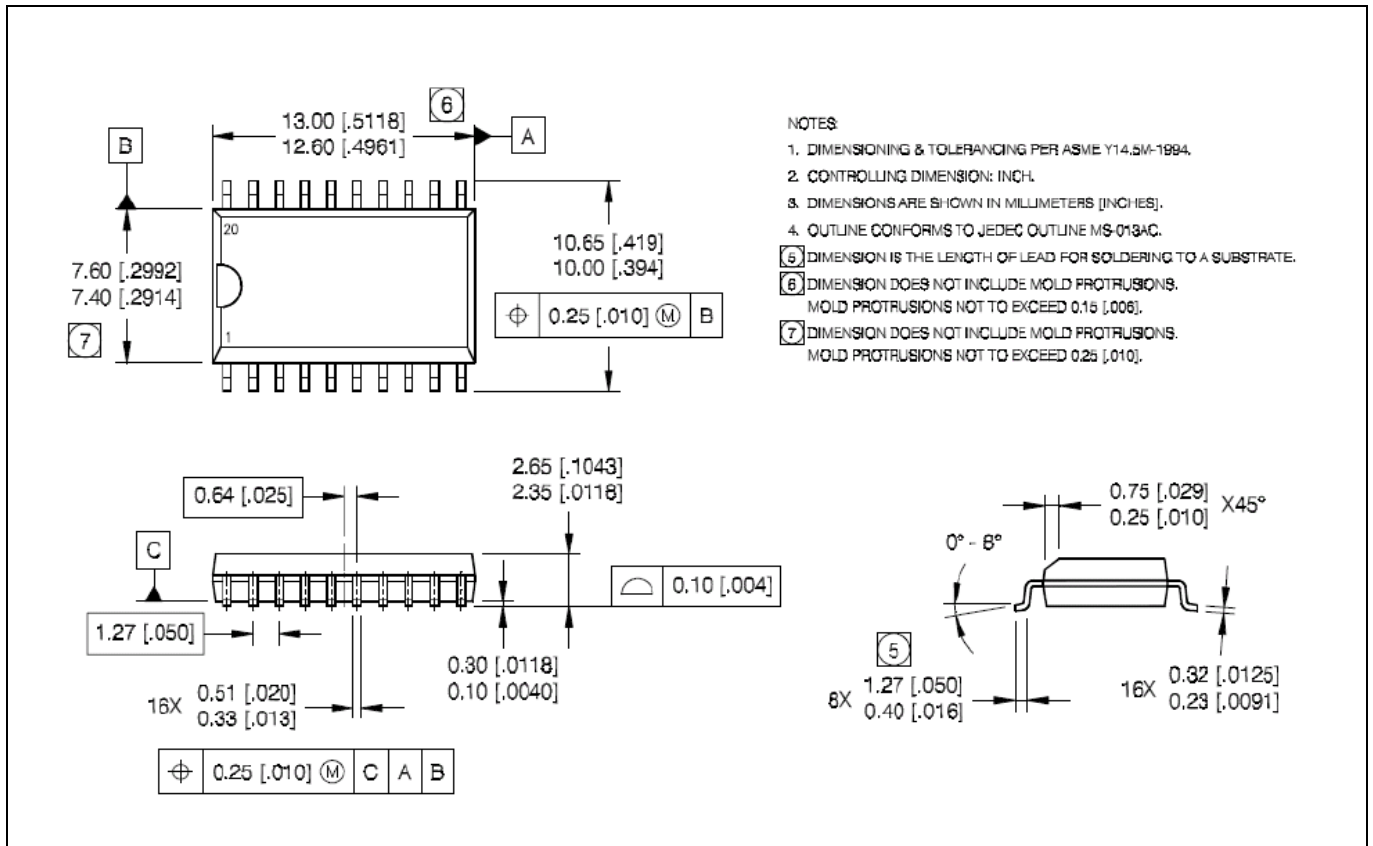 6
13.00 [.5118]
12.60 [.4961]
A
B
20
1
7.60 [.2992]
7.40 [.2914]
7
10.65 [.419]
10.00 [.394]
⌖ 0.25 [.010] Ⓜ B
NOTES:
1. DIMENSIONING & TOLERANCING PER ASME Y14.5M-1994.
2. CONTROLLING DIMENSION: INCH.
3. DIMENSIONS ARE SHOWN IN MILLIMETERS [INCHES].
4. OUTLINE CONFORMS TO JEDEC OUTLINE MS-013AC.
5 DIMENSION IS THE LENGTH OF LEAD FOR SOLDERING TO A SUBSTRATE.
6 DIMENSION DOES NOT INCLUDE MOLD PROTRUSIONS.
MOLD PROTRUSIONS NOT TO EXCEED 0.15 [.006].
7 DIMENSION DOES NOT INCLUDE MOLD PROTRUSIONS.
MOLD PROTRUSIONS NOT TO EXCEED 0.25 [.010].
0.64 [.025]
2.65 [.1043]
2.35 [.0118]
C
⌓ 0.10 [.004]
1.27 [.050]
0.30 [.0118]
0.10 [.0040]
16X 0.51 [.020]
0.33 [.013]
⌖ 0.25 [.010] Ⓜ C A B
0.75 [.029]
0.25 [.010] X45°
0° - 8°
5
8X 1.27 [.050]
0.40 [.016]
16X 0.32 [.0125]
0.23 [.0091]